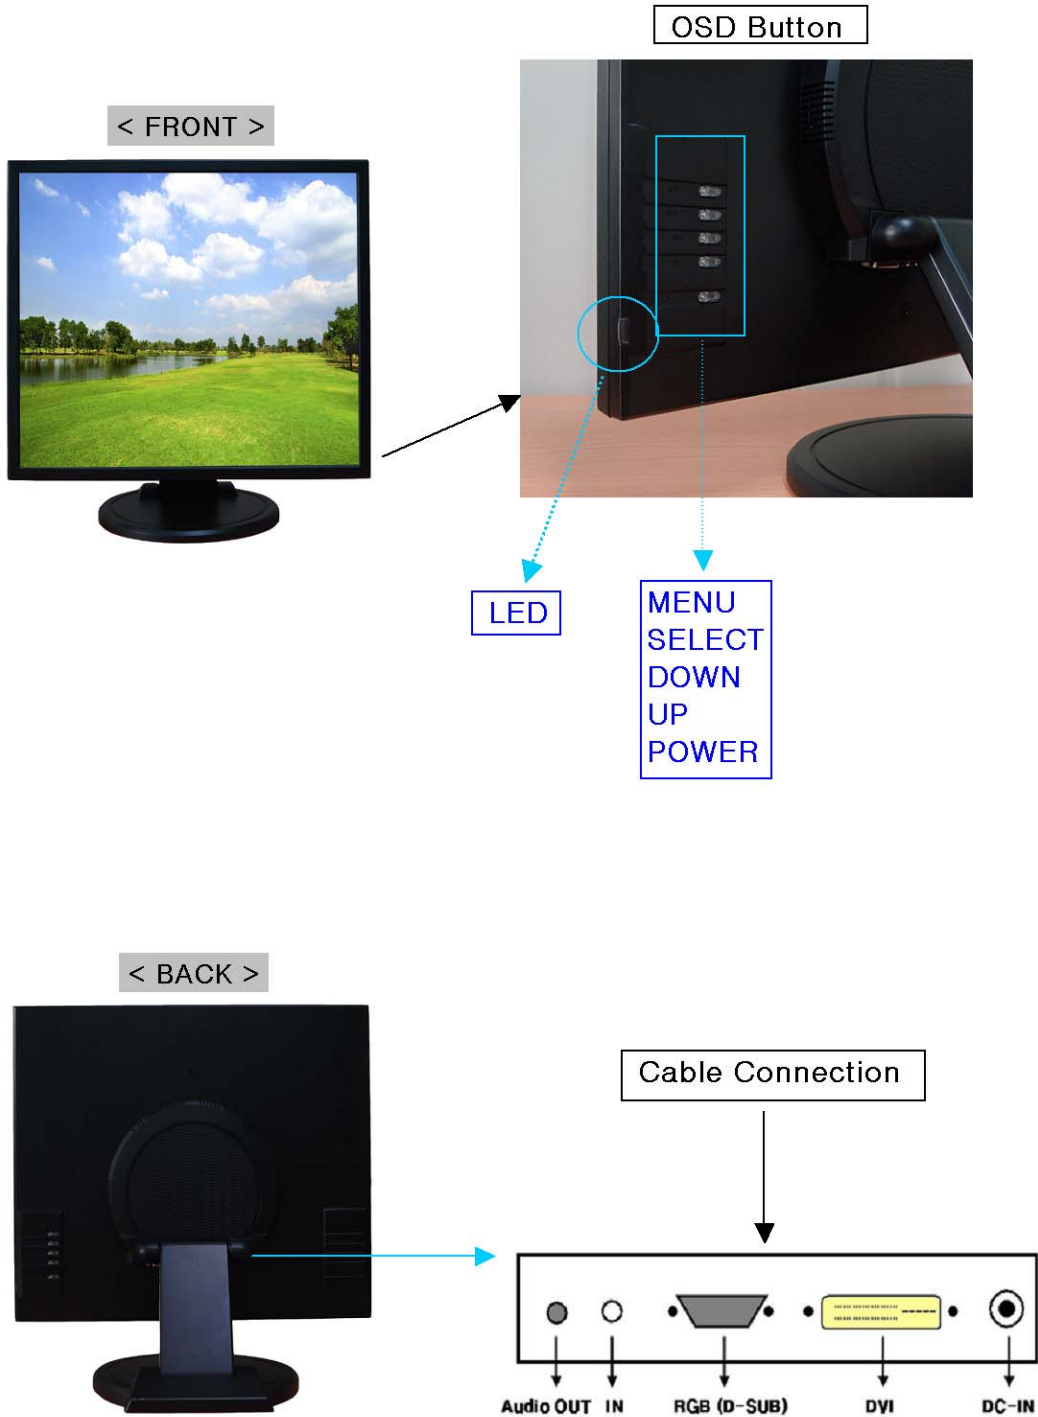 OSD Button
< FRONT >
LED
MENU
SELECT
DOWN
UP
POWER
< BACK >
Cable Connection
Audio OUT IN RGB (D-SUB) DVI DC-IN